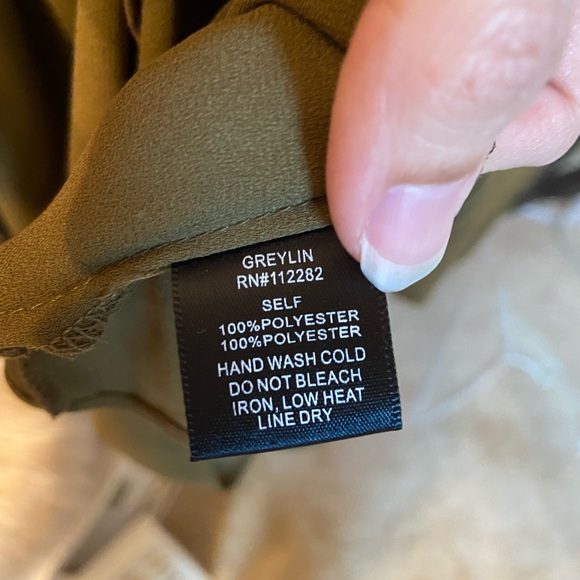 GREYLIN
RN#112282
SELF
100%POLYESTER
100%POLYESTER
HAND WASH COLD
DO NOT BLEACH
IRON, LOW HEAT
LINE DRY